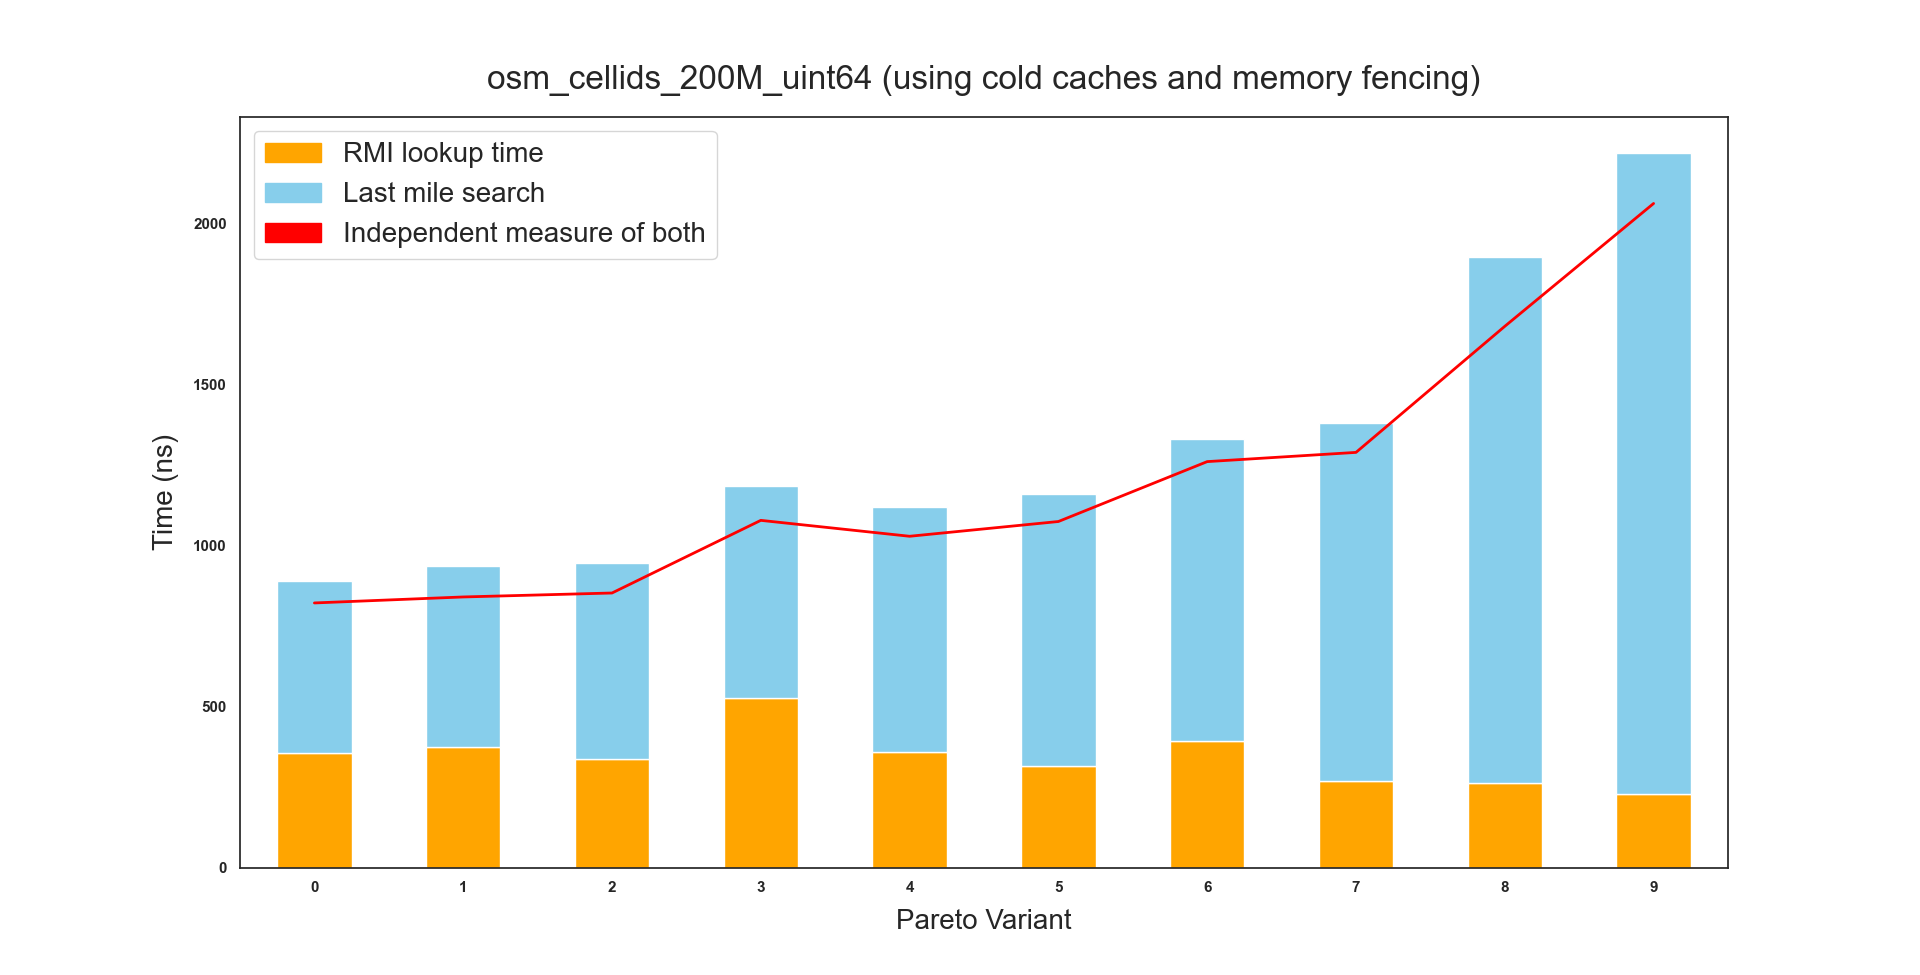 osm_cellids_200M_uint64 (using cold caches and memory fencing)
RMI lookup time
Last mile search
Independent measure of both
Time (ns)
2000
1500
1000
500
0
0 1 2 3 4 5 6 7 8 9
Pareto Variant